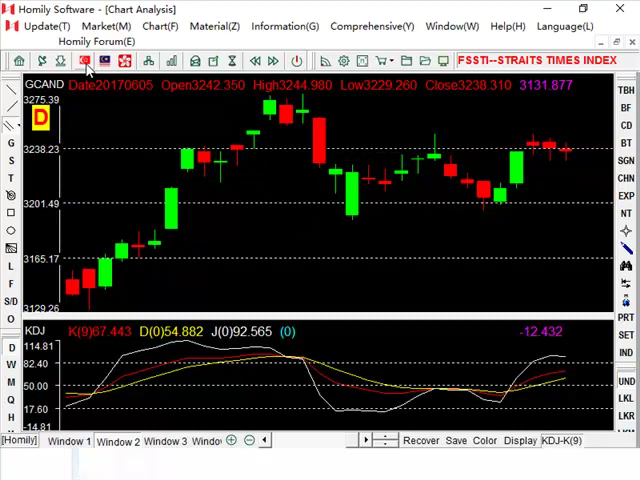 Homily Software - [Chart Analysis]
Update(T) Market(M) Chart(F) Material(Z) Information(G) Comprehensive(Y) Window(W) Help(H) Language(L)
Homily Forum(E)
FSSTI--STRAITS TIMES INDEX
GCAND Date20170605 Open3242.350 High3244.980 Low3229.260 Close3238.310 3131.877
3275.39
D
3238.23
3201.49
3165.17
3129.26
KDJ K(9)67.443 D(0)54.882 J(0)92.565 (0) -12.432
114.81
82.40
50.00
17.60
-14.81
G
S
T
L
F
S/D
O
D
W
M
Q
H
TBH
BF
CD
BT
SGN
CHN
EXP
RS
NT
PRT
SET
IND
UND
LKL
LKR
[Homily] Window 1 Window 2 Window 3 Recover Save Color Display KDJ-K(9)